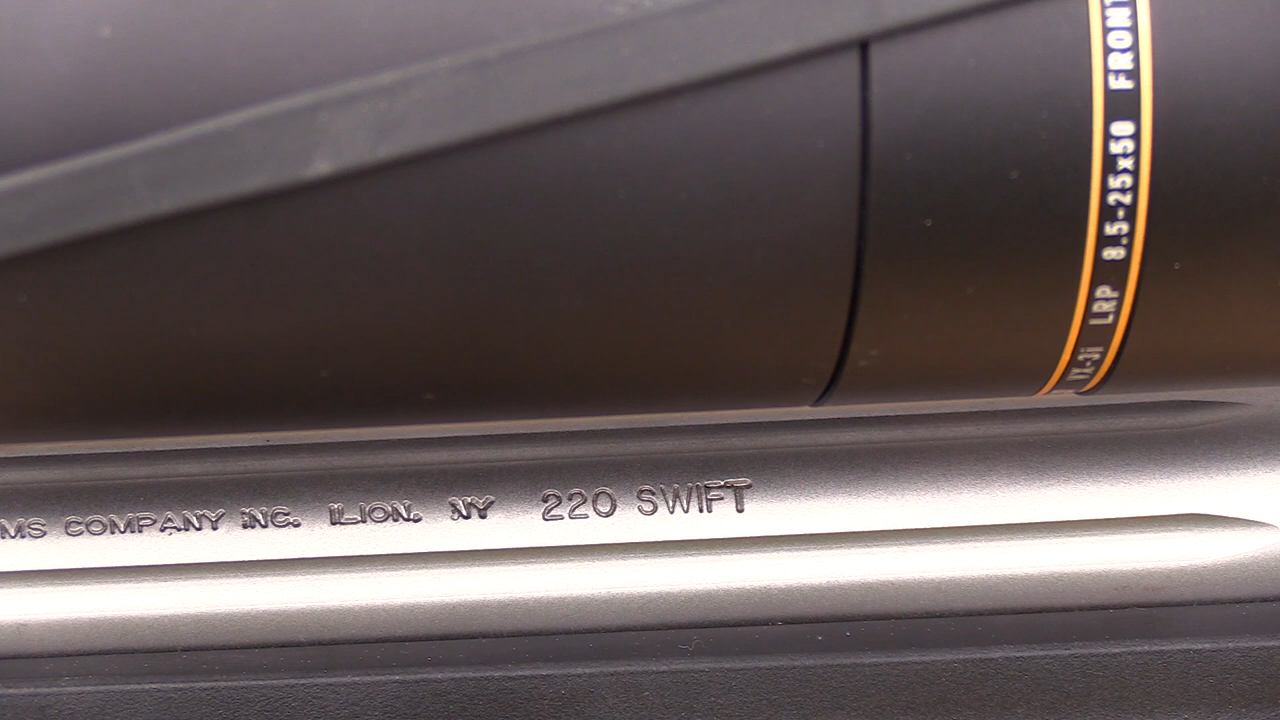 VX-3i LRP 8.5-25x50 FRONT
MS COMPANY INC. ILION, NY 220 SWIFT